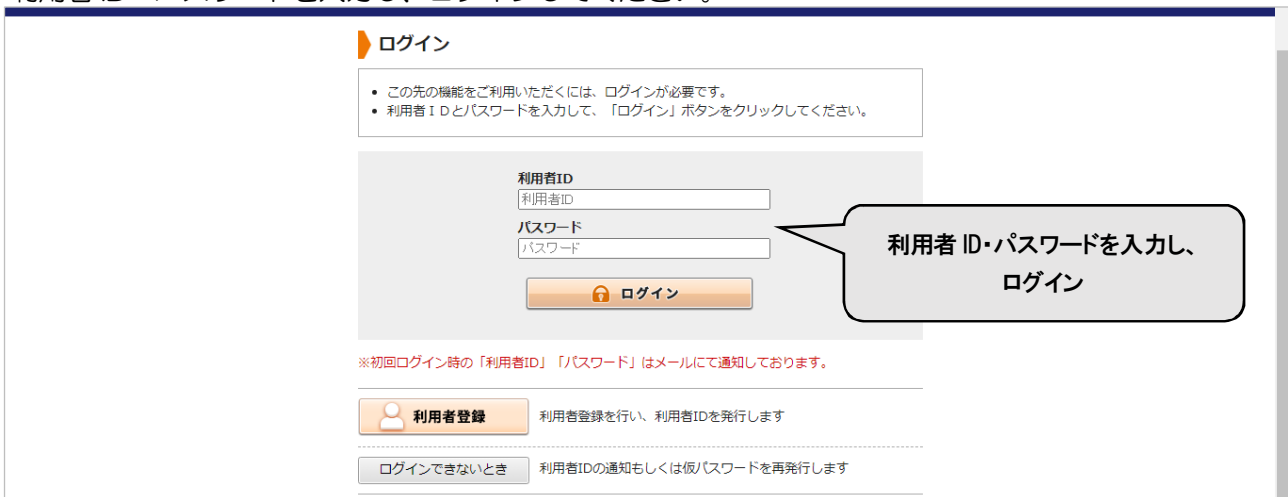 ログイン
• この先の機能をご利用いただくには、ログインが必要です。
• 利用者ＩＤとパスワードを入力して、「ログイン」ボタンをクリックしてください。
利用者ID
利用者ID
パスワード
パスワード
ログイン
利用者 ID・パスワードを入力し、
ログイン
※初回ログイン時の「利用者ID」「パスワード」はメールにて通知しております。
利用者登録 利用者登録を行い、利用者IDを発行します
ログインできないとき 利用者IDの通知もしくは仮パスワードを再発行します